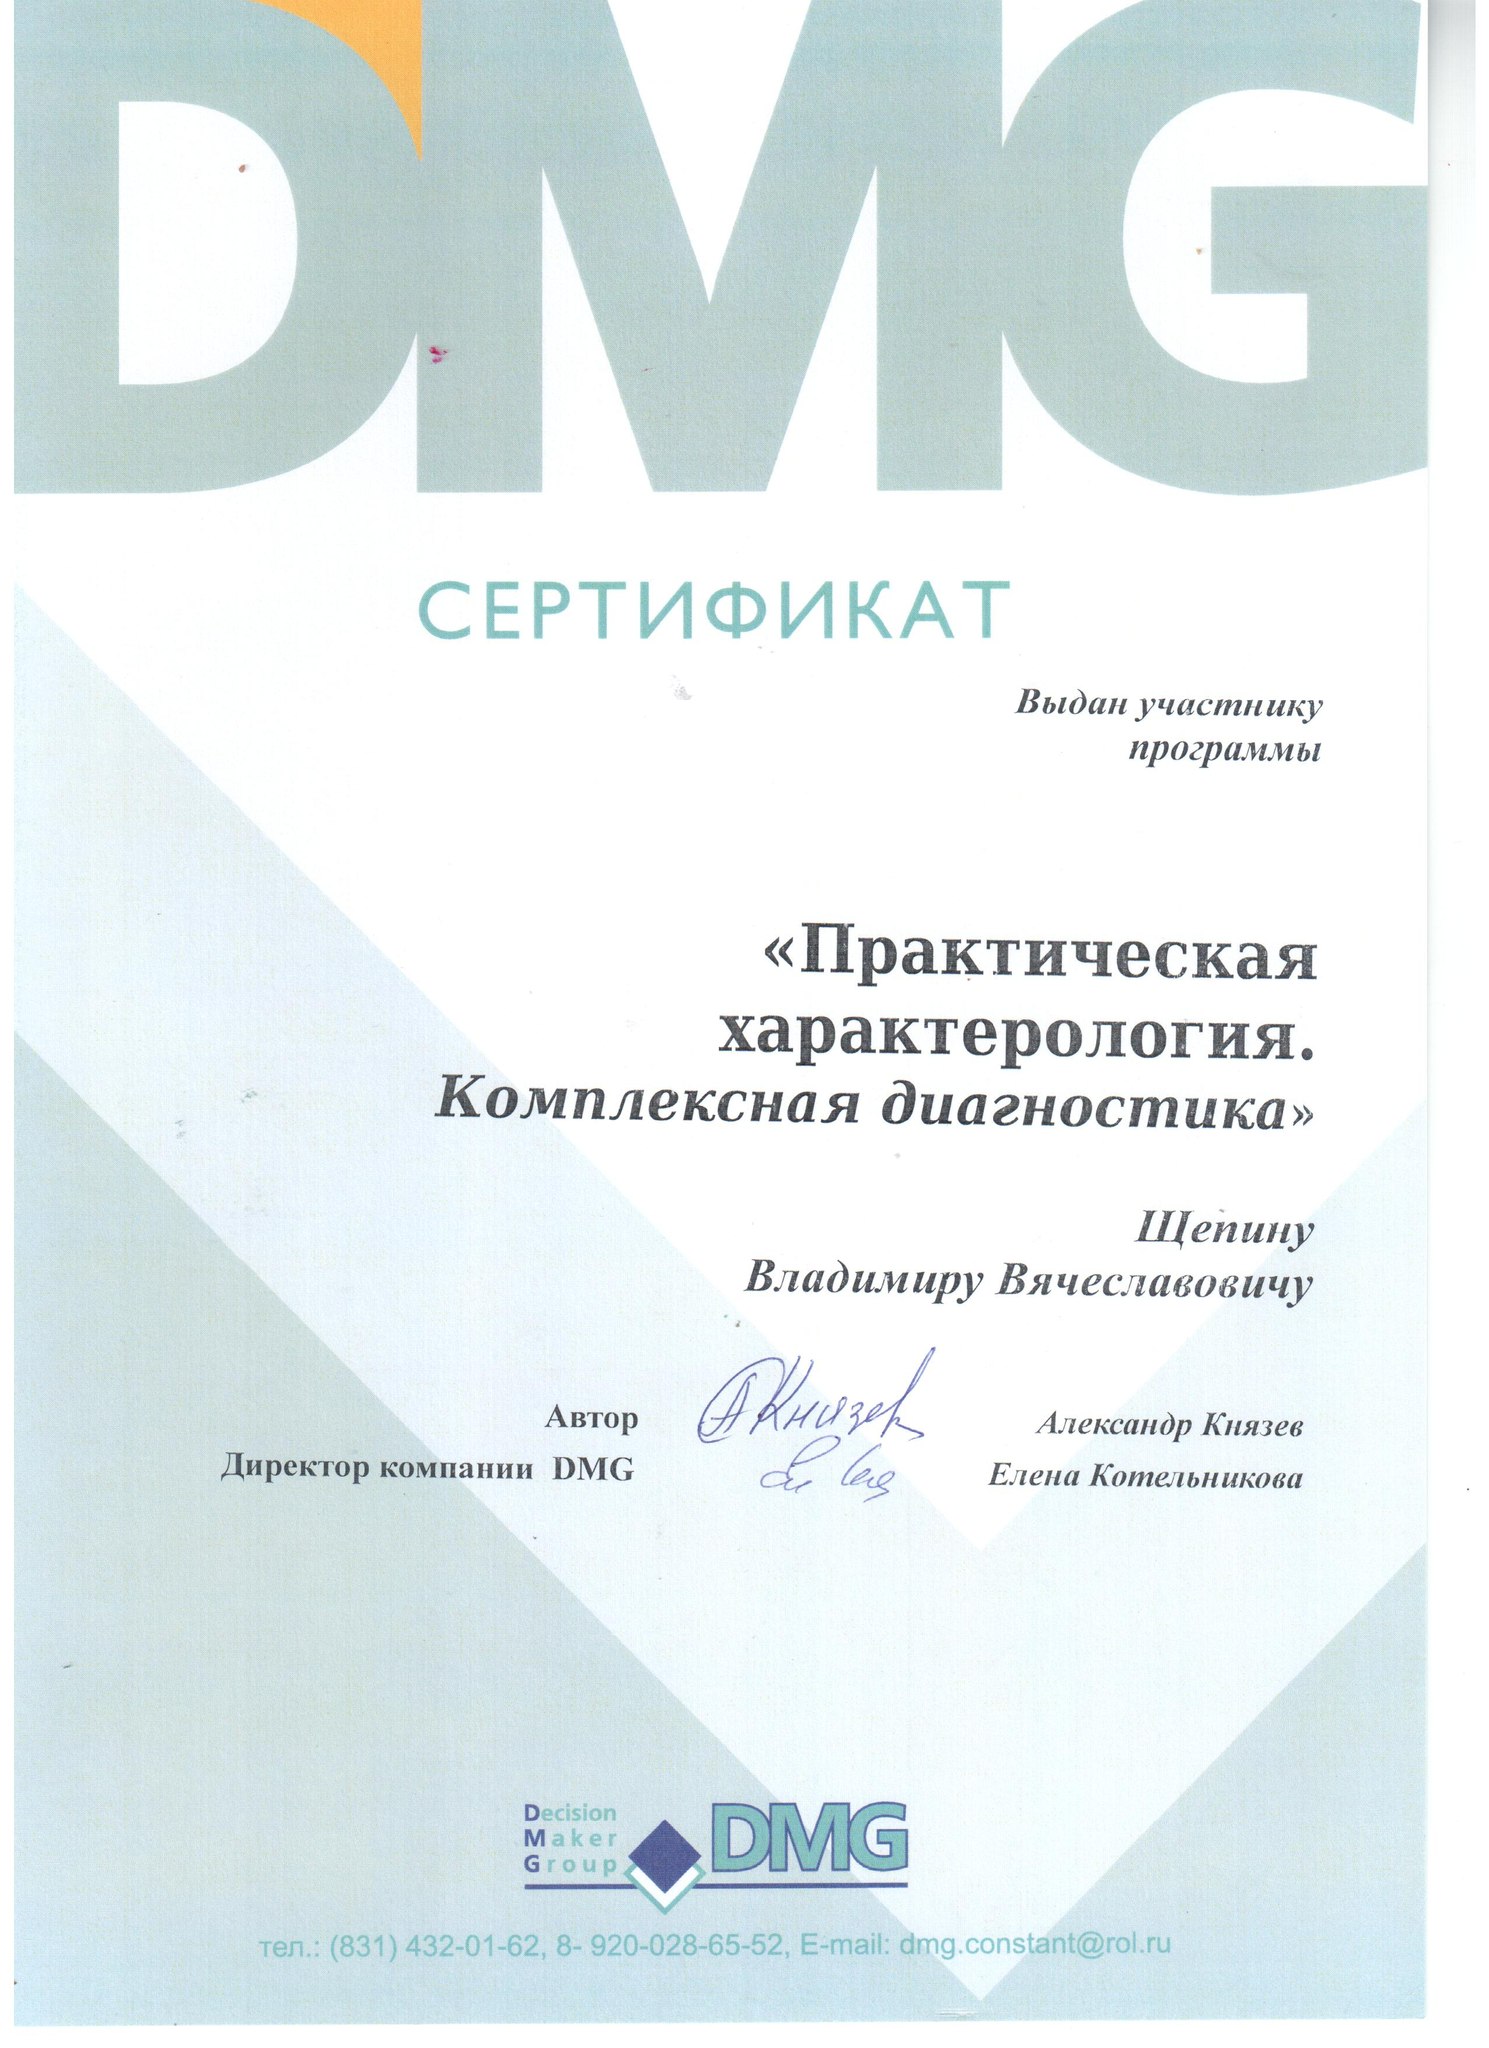 DMG
СЕРТИФИКАТ
Выдан участнику
программы
«Практическая
характерология.
Комплексная диагностика»
Щепину
Владимиру Вячеславовичу
Автор АКнязев Александр Князев
Директор компании DMG Елена Котельникова
Decision
Maker
Group
DMG
тел.: (831) 432-01-62, 8- 920-028-65-52, E-mail: dmg.constant@rol.ru